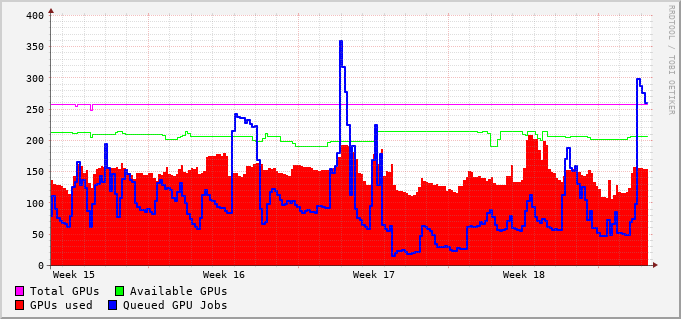 400
350
300
250
200
150
100
50
0
Week 15 Week 16 Week 17 Week 18
Total GPUs Available GPUs
GPUs used Queued GPU Jobs
RRDTOOL / TOBI OETIKER